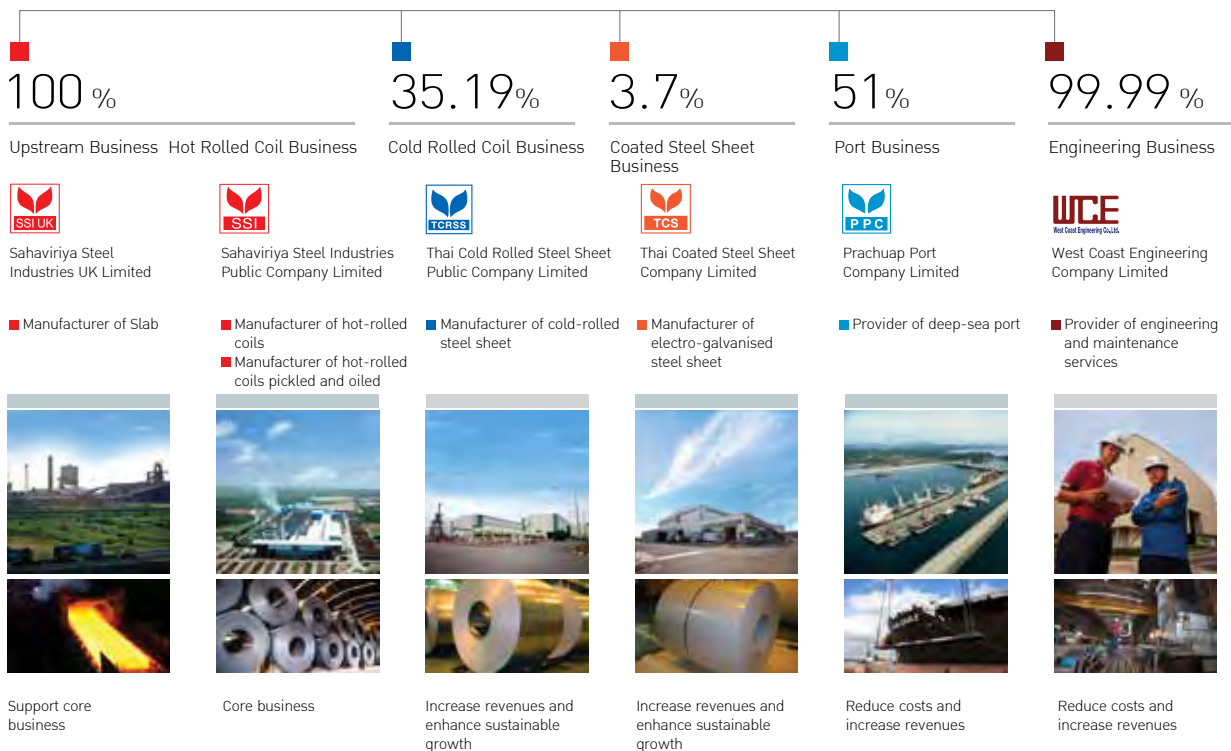 100 %
35.19%
3.7%
51%
99.99 %
Upstream Business
Hot Rolled Coil Business
Cold Rolled Coil Business
Coated Steel Sheet
Business
Port Business
Engineering Business
SSI UK
SSI
TCRSS
TCS
PPC
WCE
West Coast Engineering Co.,Ltd.
Sahaviriya Steel
Industries UK Limited
Sahaviriya Steel Industries
Public Company Limited
Thai Cold Rolled Steel Sheet
Public Company Limited
Thai Coated Steel Sheet
Company Limited
Prachuap Port
Company Limited
West Coast Engineering
Company Limited
Manufacturer of Slab
Manufacturer of hot-rolled
coils
Manufacturer of hot-rolled
coils pickled and oiled
Manufacturer of cold-rolled
steel sheet
Manufacturer of
electro-galvanised
steel sheet
Provider of deep-sea port
Provider of engineering
and maintenance
services
Support core
business
Core business
Increase revenues and
enhance sustainable
growth
Increase revenues and
enhance sustainable
growth
Reduce costs and
increase revenues
Reduce costs and
increase revenues